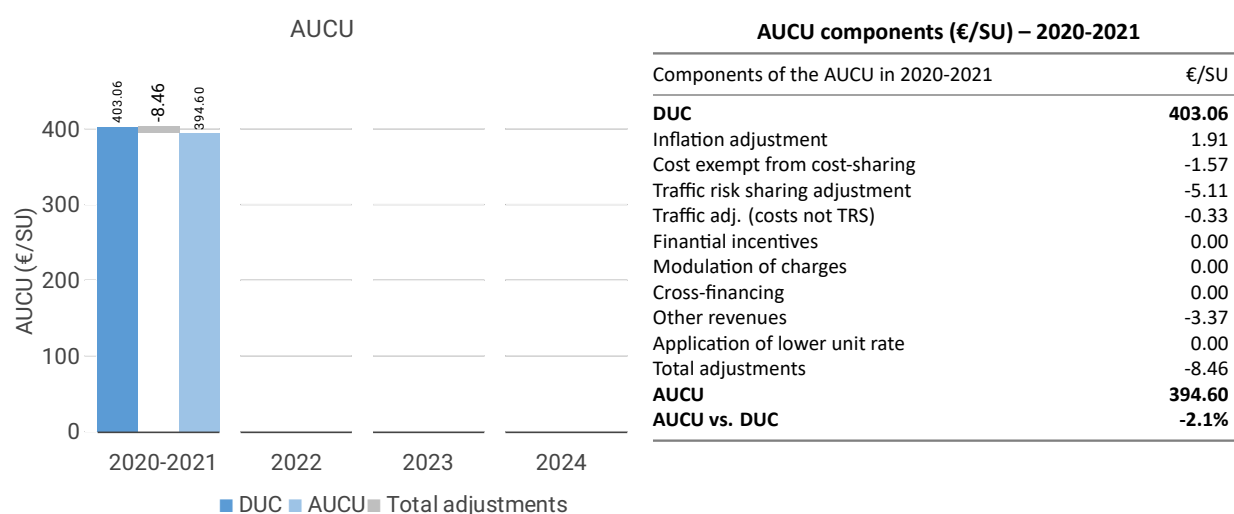 AUCU
403.06
-8.46
394.60
AUCU (€/SU)
400
300
200
100
0
2020-2021
2022
2023
2024
DUC
AUCU
Total adjustments
AUCU components (€/SU) – 2020-2021
Components of the AUCU in 2020-2021 €/SU
DUC 403.06
Inflation adjustment 1.91
Cost exempt from cost-sharing -1.57
Traffic risk sharing adjustment -5.11
Traffic adj. (costs not TRS) -0.33
Finantial incentives 0.00
Modulation of charges 0.00
Cross-financing 0.00
Other revenues -3.37
Application of lower unit rate 0.00
Total adjustments -8.46
AUCU 394.60
AUCU vs. DUC -2.1%